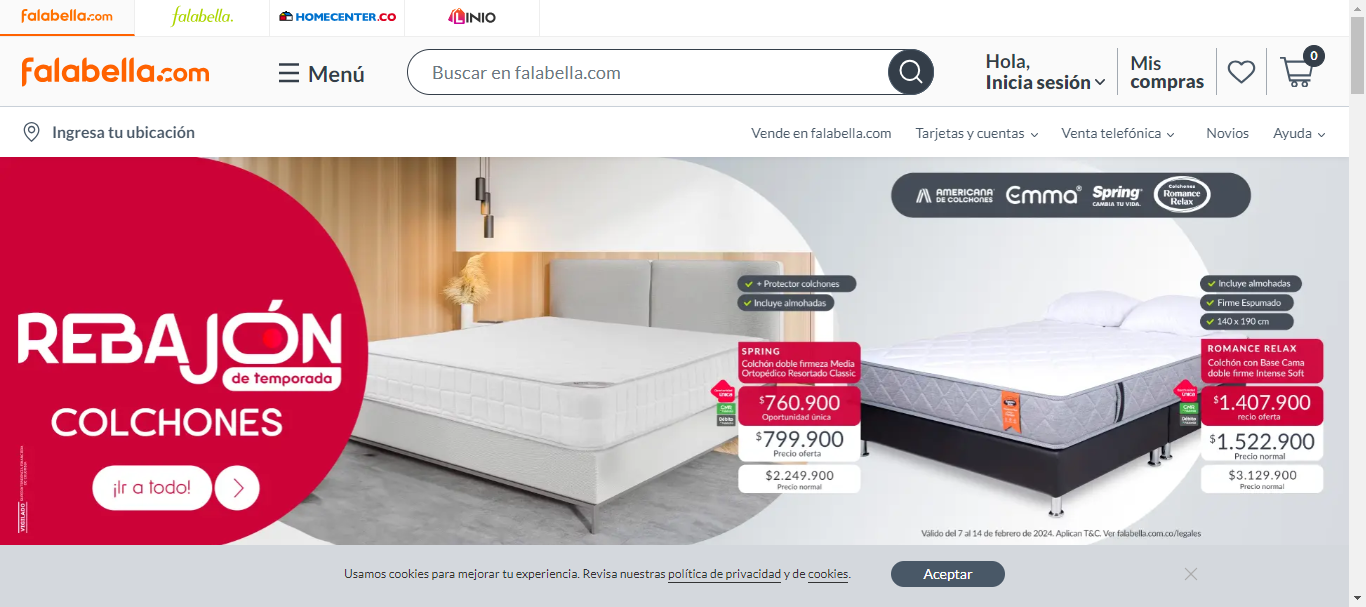 falabella.com
falabella.
HOMECENTER.CO
LINIO
falabella.com
Menú
Buscar en falabella.com
Hola,
Inicia sesión
Mis
compras
0
Ingresa tu ubicación
Vende en falabella.com
Tarjetas y cuentas
Venta telefónica
Novios
Ayuda
REBAJÓN
de temporada
COLCHONES
¡Ir a todo!
VIGILADO
AMERICANA
DE COLCHONES
Emma
Spring
CAMBIA TU VIDA.
Colchones
Romance
Relax
+ Protector colchones
Incluye almohadas
SPRING
Colchón doble firmeza Media
Ortopédico Resortado Classic
$760.900
Oportunidad única
$799.900
Precio oferta
$2.249.900
Precio normal
Incluye almohadas
Firme Espumado
140 x 190 cm
ROMANCE RELAX
Colchón con Base Cama
doble firme Intense Soft
$1.407.900
recio oferta
$1.522.900
Precio normal
$3.129.900
Precio normal
Válido del 7 al 14 de febrero de 2024. Aplican T&C. Ver falabella.com.co/legales
Usamos cookies para mejorar tu experiencia. Revisa nuestras política de privacidad y de cookies.
Aceptar